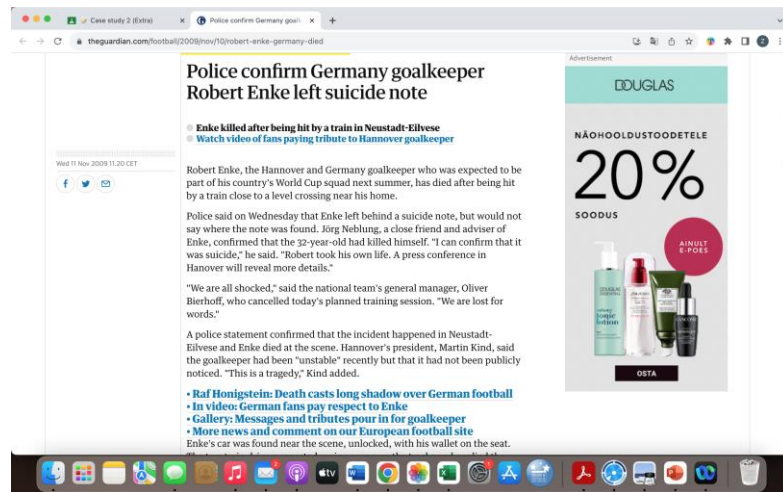 Case study 2 (Extra)
Police confirm Germany goalk
theguardian.com/football/2009/nov/10/robert-enke-germany-died
Police confirm Germany goalkeeper
Robert Enke left suicide note
Enke killed after being hit by a train in Neustadt-Eilvese
Watch video of fans paying tribute to Hannover goalkeeper
Wed 11 Nov 2009 11.20 CET
Robert Enke, the Hannover and Germany goalkeeper who was expected to be
part of his country's World Cup squad next summer, has died after being hit
by a train close to a level crossing near his home.
Police said on Wednesday that Enke left behind a suicide note, but would not
say where the note was found. Jörg Neblung, a close friend and adviser of
Enke, confirmed that the 32-year-old had killed himself. "I can confirm that it
was suicide," he said. "Robert took his own life. A press conference in
Hanover will reveal more details."
"We are all shocked," said the national team's general manager, Oliver
Bierhoff, who cancelled today's planned training session. "We are lost for
words."
A police statement confirmed that the incident happened in Neustadt-
Eilvese and Enke died at the scene. Hannover's president, Martin Kind, said
the goalkeeper had been "unstable" recently but that it had not been publicly
noticed. "This is a tragedy," Kind added.
• Raf Honigstein: Death casts long shadow over German football
• In video: German fans pay respect to Enke
• Gallery: Messages and tributes pour in for goalkeeper
• More news and comment on our European football site
Enke's car was found near the scene, unlocked, with his wallet on the seat.
Advertisement
DOUGLAS
NÄOHOOLDUSTOODETELE
20%
SOODUS
AINULT
E-POES
OSTA
tv